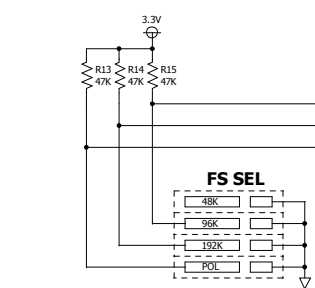 3.3V
R13 R14 R15
47K 47K 47K
FS SEL
48K
96K
192K
POL